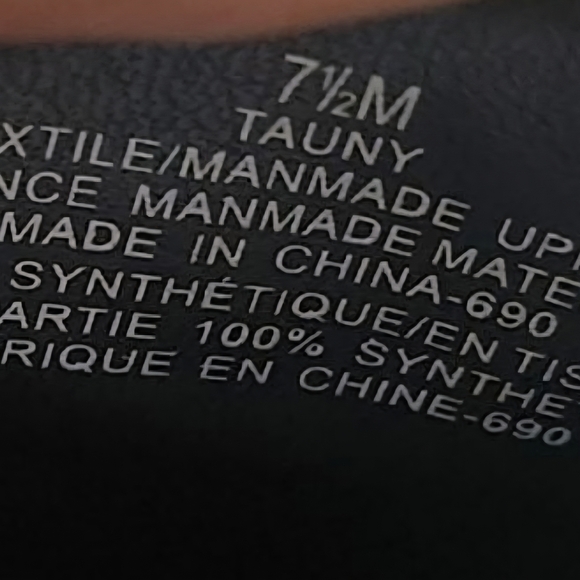 7½M
TAUNY
XTILE/MANMADE UP
NCE MANMADE MATE
MADE IN CHINA-690
SYNTHÉTIQUE/EN TIS
ARTIE 100% SYNTHE
RIQUE EN CHINE-690